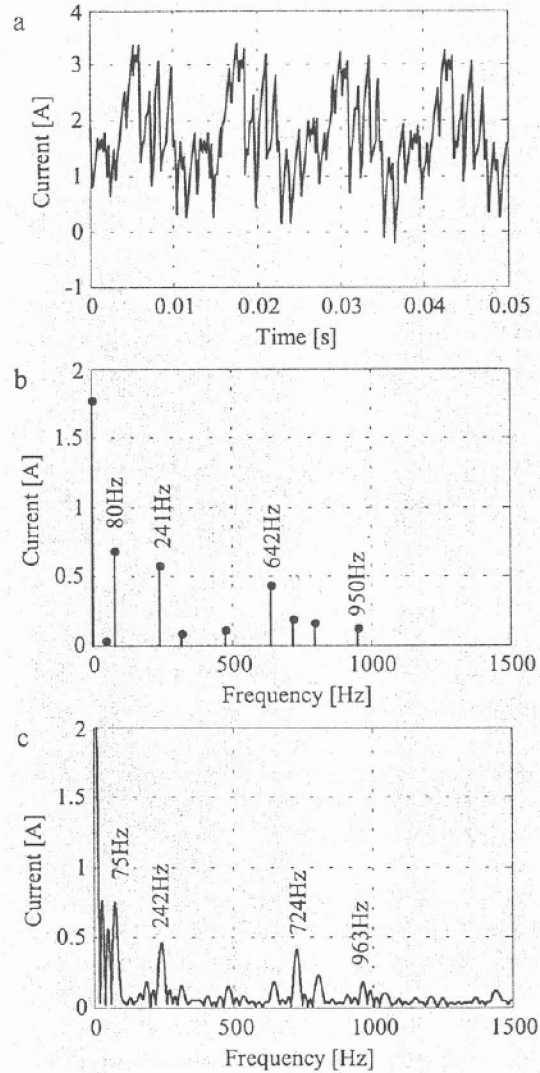 a
4
3
2
1
0
-1
Current [A]
0 0.01 0.02 0.03 0.04 0.05
Time [s]
b
2
1.5
1
0.5
0
Current [A]
80Hz
241Hz
642Hz
950Hz
0 500 1000 1500
Frequency [Hz]
c
2
1.5
1
0.5
0
Current [A]
75Hz
242Hz
724Hz
963Hz
0 500 1000 1500
Frequency [Hz]